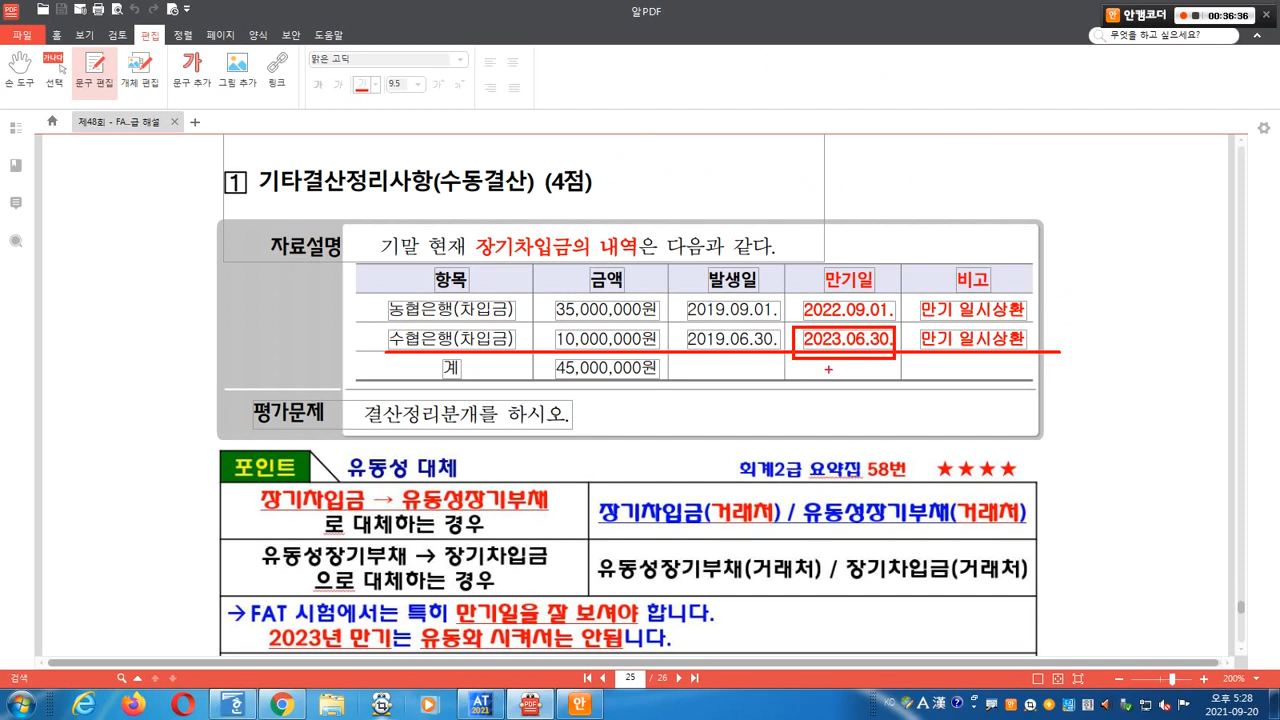 알PDF
안캠코더
00:36:36
파일 홈 보기 검토 편집 정렬 페이지 양식 보안 도움말
무엇을 하고 싶으세요?
가나다
가
손 도구 선택 문구 편집 개체 편집 문구 추가 그림 추가 링크
맑은 고딕
9.5
제48회 - FA...급 해설
1 기타결산정리사항(수동결산) (4점)
자료설명 기말 현재 장기차입금의 내역은 다음과 같다.
항목 금액 발생일 만기일 비고
농협은행(차입금) 35,000,000원 2019.09.01. 2022.09.01. 만기 일시상환
수협은행(차입금) 10,000,000원 2019.06.30. 2023.06.30. 만기 일시상환
계 45,000,000원
평가문제 결산정리분개를 하시오.
포인트 유동성 대체 회계2급 요약집 58번 ★★★★
장기차입금 → 유동성장기부채
로 대체하는 경우
장기차입금(거래처) / 유동성장기부채(거래처)
유동성장기부채 → 장기차입금
으로 대체하는 경우
유동성장기부채(거래처) / 장기차입금(거래처)
→FAT 시험에서는 특히 만기일을 잘 보셔야 합니다.
2023년 만기는 유동화 시켜서는 안됩니다.
검색
25 / 26
200%
AT
2021
A 漢
오후 5:28
2021-09-20